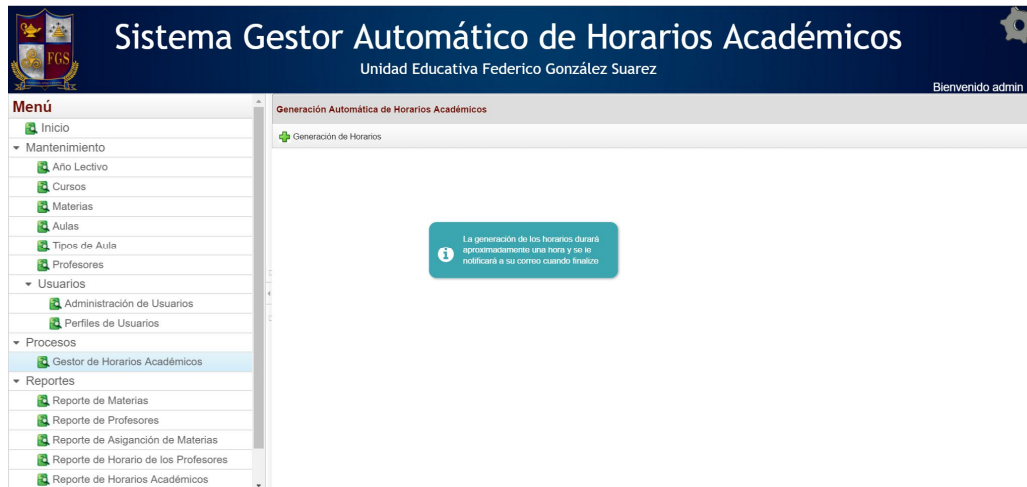 FGS
Sistema Gestor Automático de Horarios Académicos
Unidad Educativa Federico González Suarez
Bienvenido admin
Menú
Inicio
Mantenimiento
Año Lectivo
Cursos
Materias
Aulas
Tipos de Aula
Profesores
Usuarios
Administración de Usuarios
Perfiles de Usuarios
Procesos
Gestor de Horarios Académicos
Reportes
Reporte de Materias
Reporte de Profesores
Reporte de Asiganción de Materias
Reporte de Horario de los Profesores
Reporte de Horarios Académicos
Generación Automática de Horarios Académicos
Generación de Horarios
La generación de los horarios durará
aproximadamente una hora y se le
notificará a su correo cuando finalize